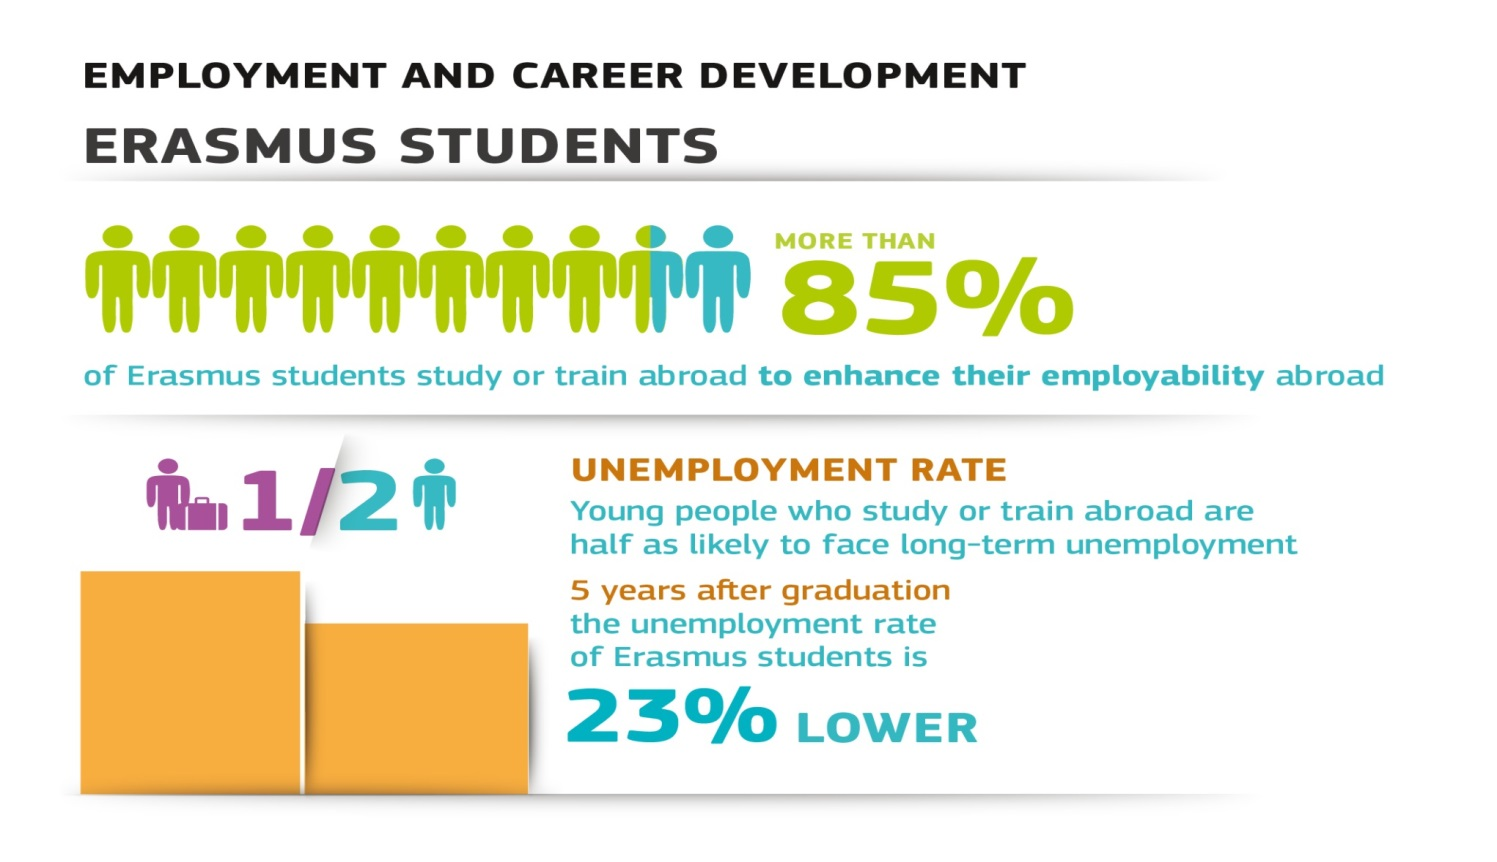 EMPLOYMENT AND CAREER DEVELOPMENT
ERASMUS STUDENTS
MORE THAN
85%
of Erasmus students study or train abroad to enhance their employability abroad
1/2
UNEMPLOYMENT RATE
Young people who study or train abroad are
half as likely to face long-term unemployment
5 years after graduation
the unemployment rate
of Erasmus students is
23% LOWER